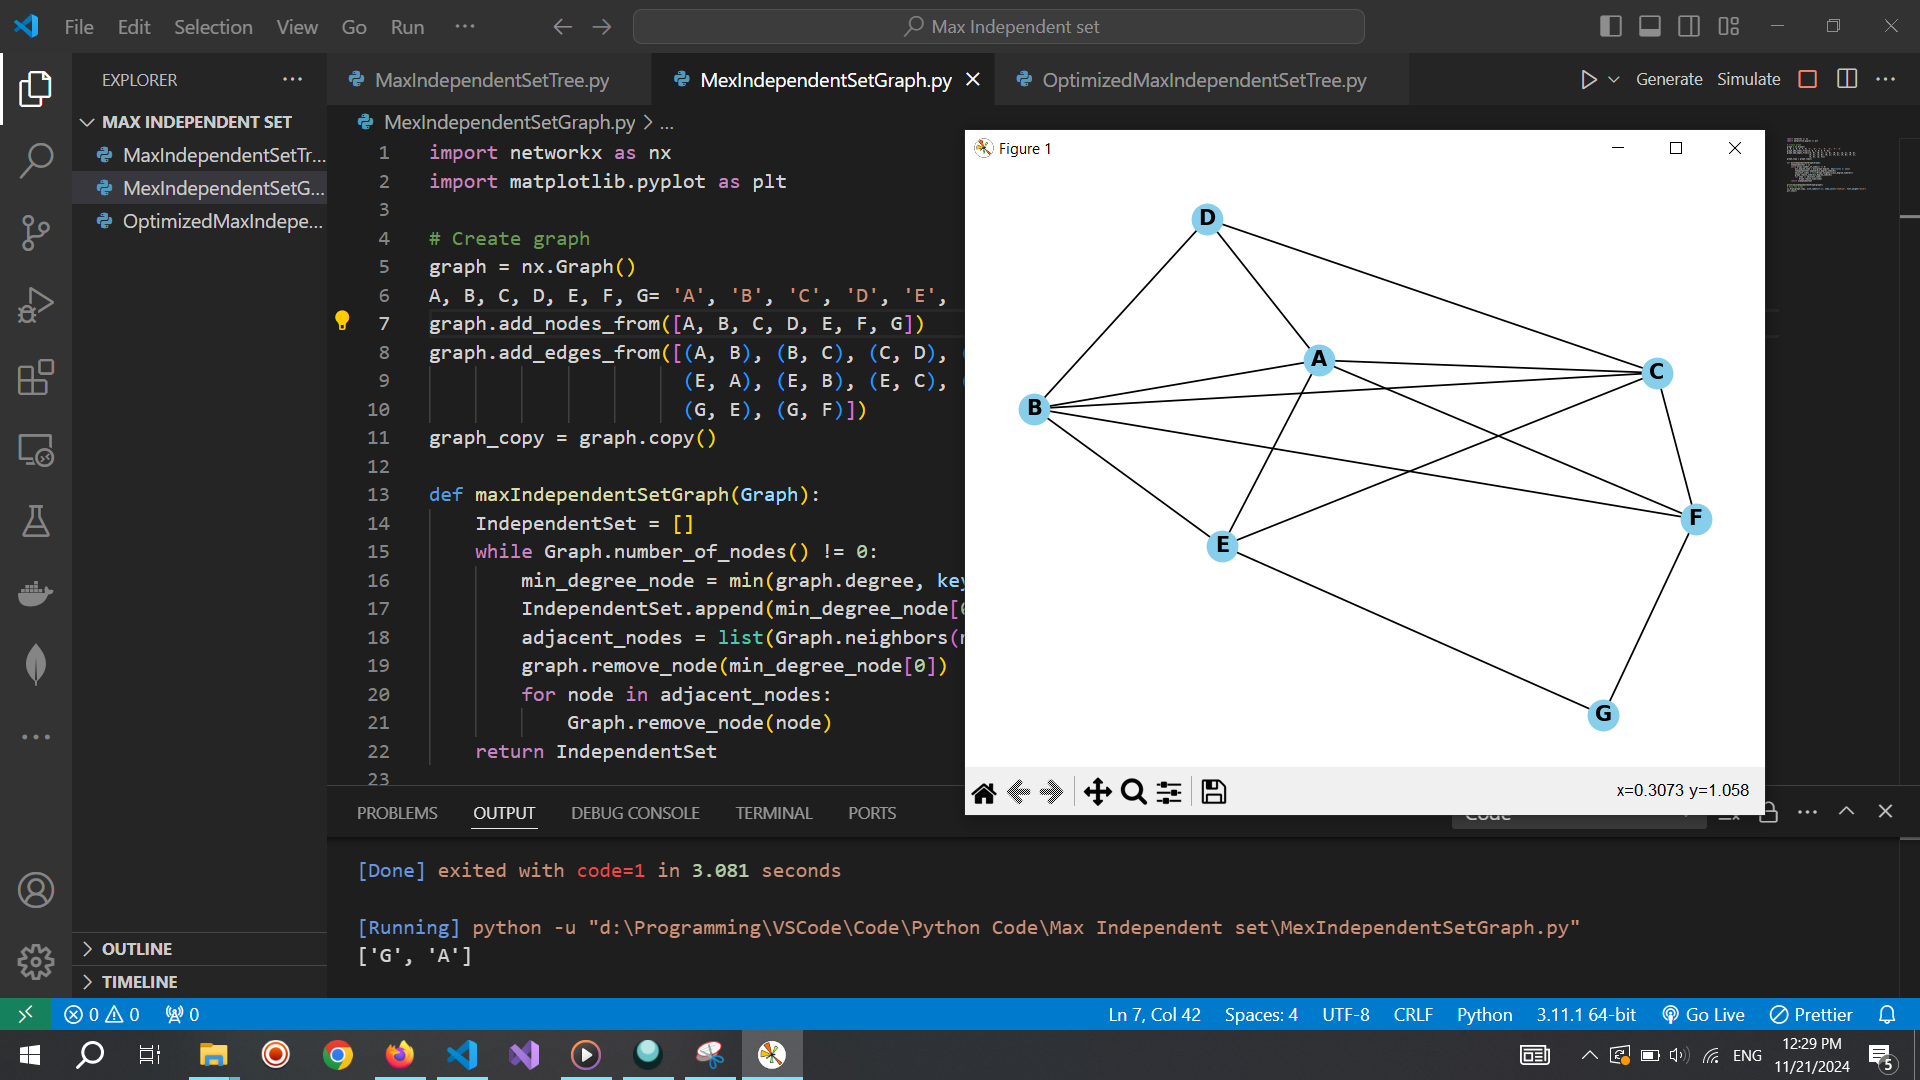 File Edit Selection View Go Run ··· Max Independent set
EXPLORER ···
MAX INDEPENDENT SET
MaxIndependentSetTr...
MexIndependentSetG...
OptimizedMaxIndepe...
OUTLINE
TIMELINE
MaxIndependentSetTree.py MexIndependentSetGraph.py OptimizedMaxIndependentSetTree.py Generate Simulate
MexIndependentSetGraph.py > ...
1 import networkx as nx
2 import matplotlib.pyplot as plt
3
4 # Create graph
5 graph = nx.Graph()
6 A, B, C, D, E, F, G= 'A', 'B', 'C', 'D', 'E',
7 graph.add_nodes_from([A, B, C, D, E, F, G])
8 graph.add_edges_from([(A, B), (B, C), (C, D), (
9 (E, A), (E, B), (E, C), (
10 (G, E), (G, F)])
11 graph_copy = graph.copy()
12
13 def maxIndependentSetGraph(Graph):
14 IndependentSet = []
15 while Graph.number_of_nodes() != 0:
16 min_degree_node = min(graph.degree, key
17 IndependentSet.append(min_degree_node[
18 adjacent_nodes = list(Graph.neighbors(
19 graph.remove_node(min_degree_node[0])
20 for node in adjacent_nodes:
21 Graph.remove_node(node)
22 return IndependentSet
23
Figure 1
D
A
C
B
F
E
G
x=0.3073 y=1.058
PROBLEMS OUTPUT DEBUG CONSOLE TERMINAL PORTS Code
[Done] exited with code=1 in 3.081 seconds
[Running] python -u "d:\Programming\VSCode\Code\Python Code\Max Independent set\MexIndependentSetGraph.py"
['G', 'A']
0 0 0 Ln 7, Col 42 Spaces: 4 UTF-8 CRLF Python 3.11.1 64-bit Go Live Prettier
ENG 12:29 PM
11/21/2024 5